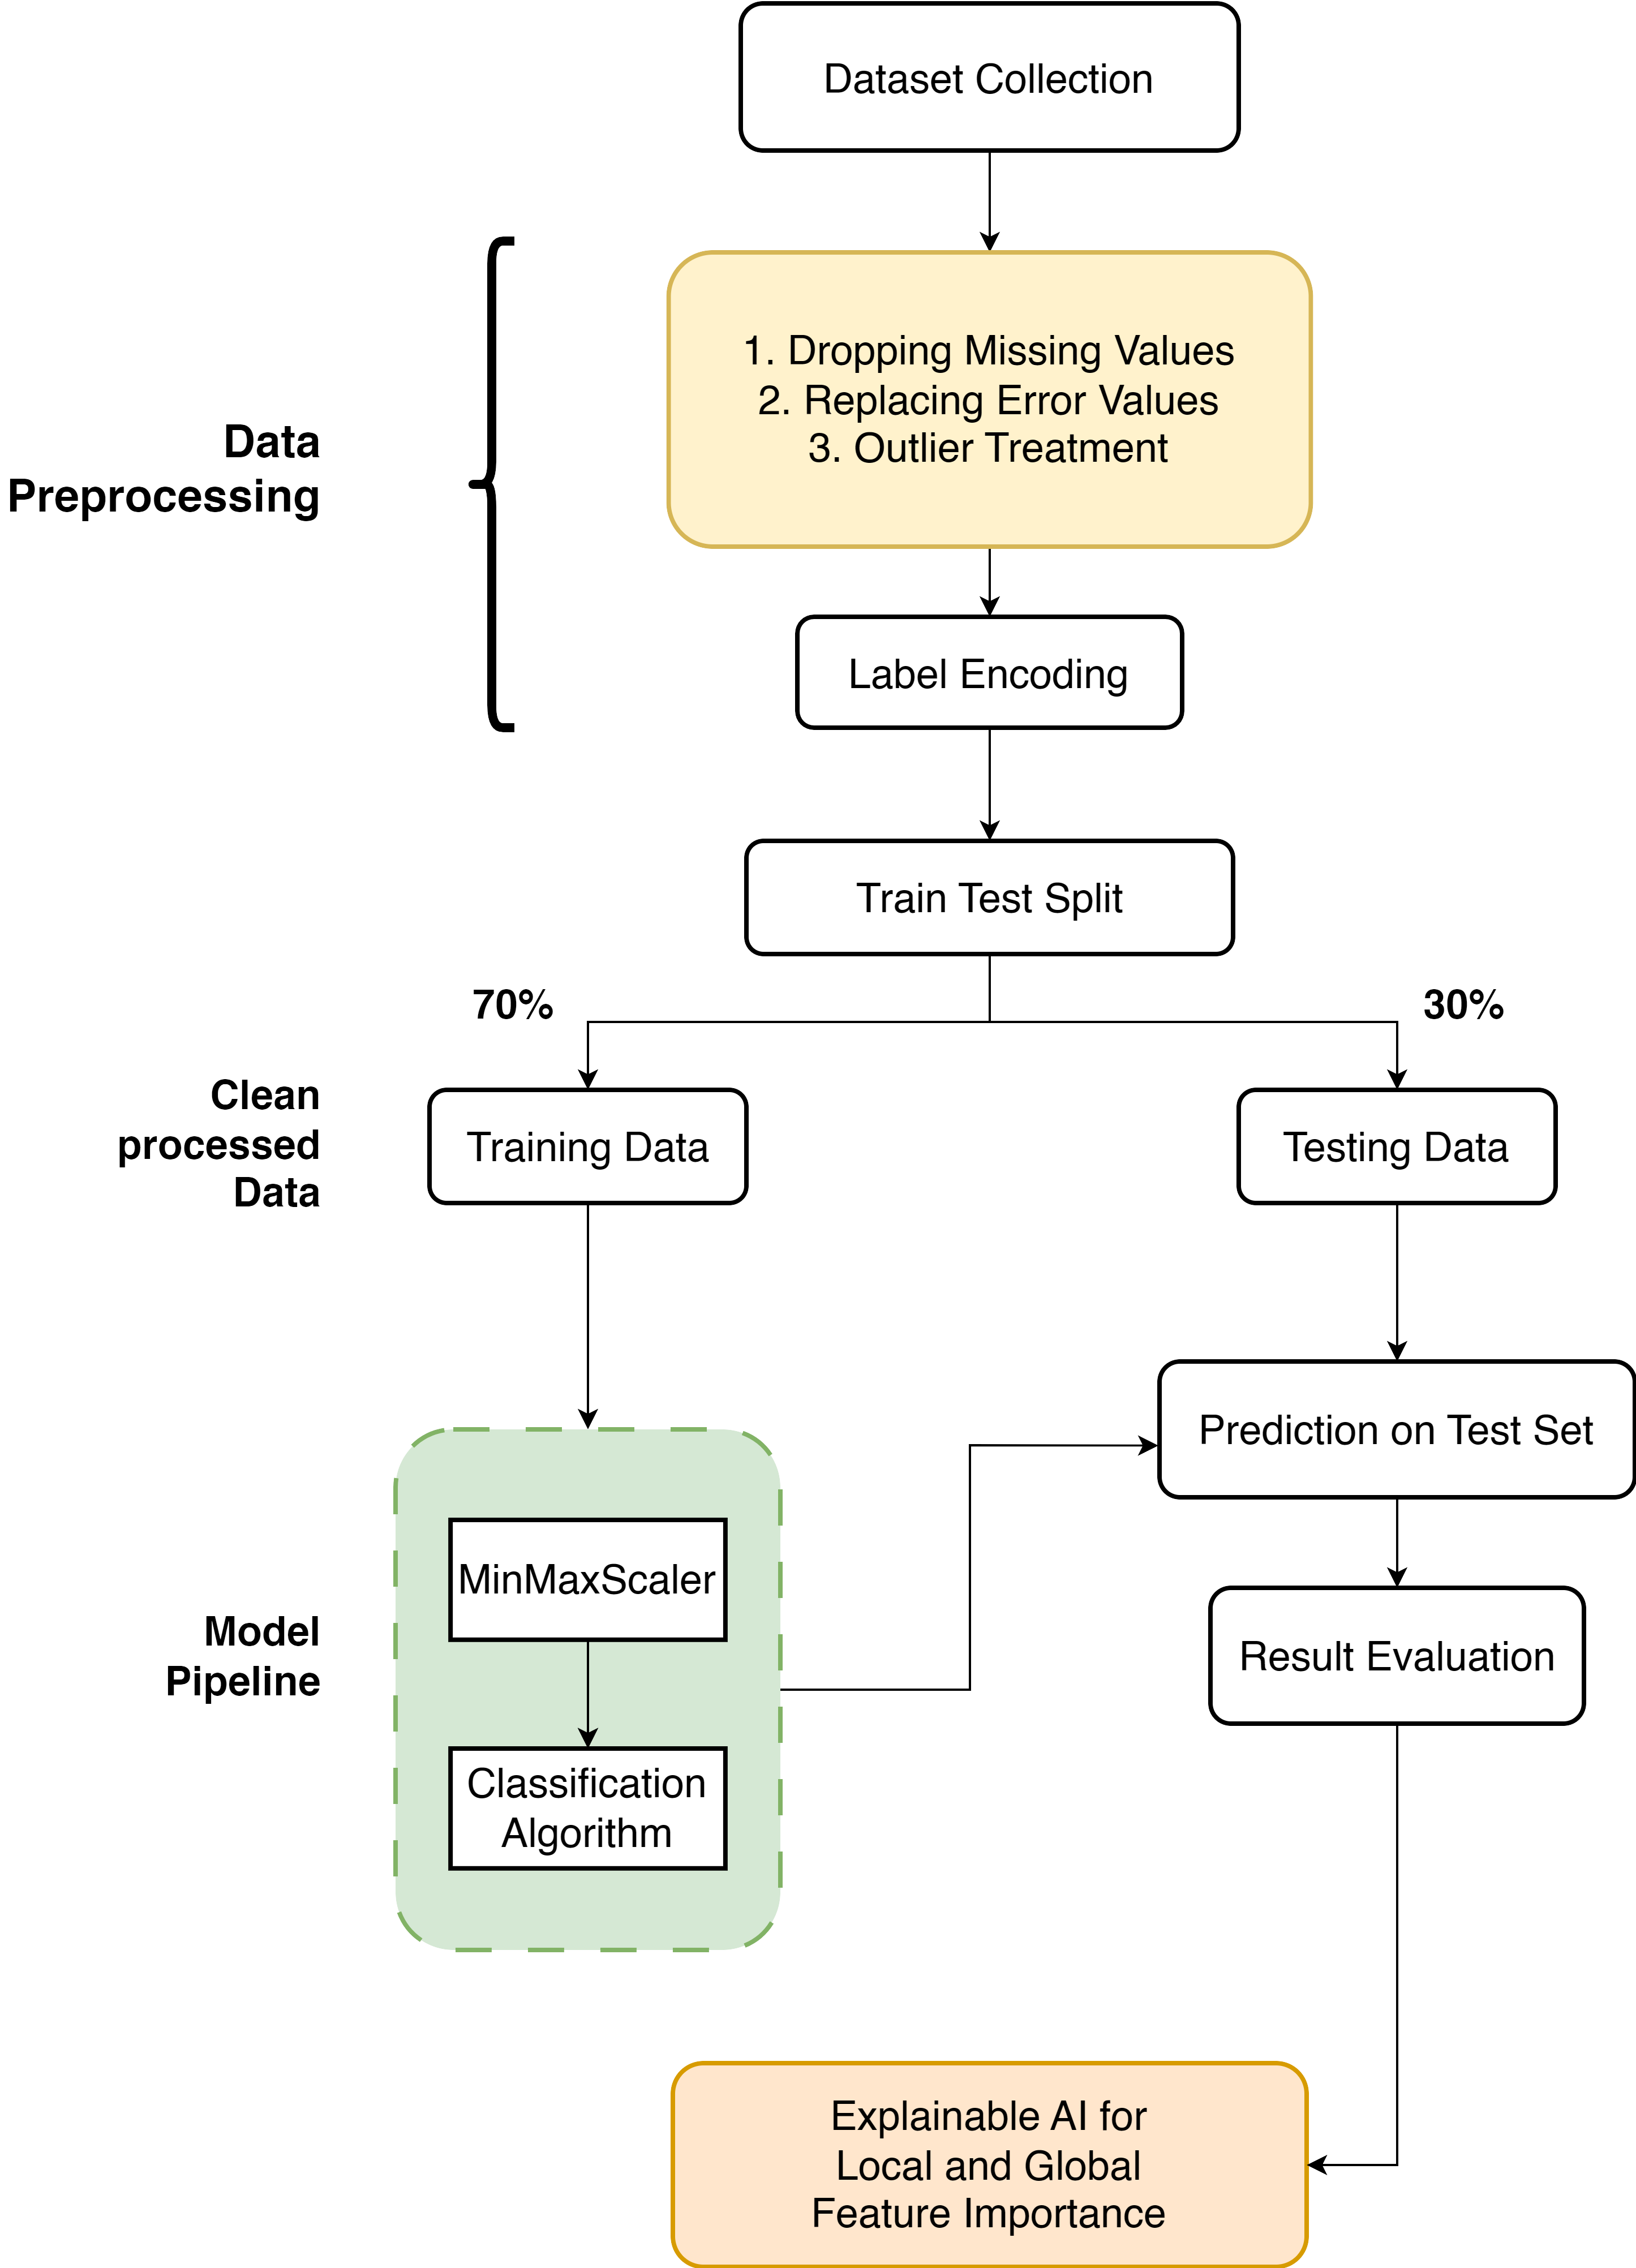 Dataset Collection
Data
Preprocessing
1. Dropping Missing Values
2. Replacing Error Values
3. Outlier Treatment
Label Encoding
Train Test Split
70%
30%
Clean
processed
Data
Training Data
Testing Data
Prediction on Test Set
Model
Pipeline
MinMaxScaler
Classification
Algorithm
Result Evaluation
Explainable AI for
Local and Global
Feature Importance